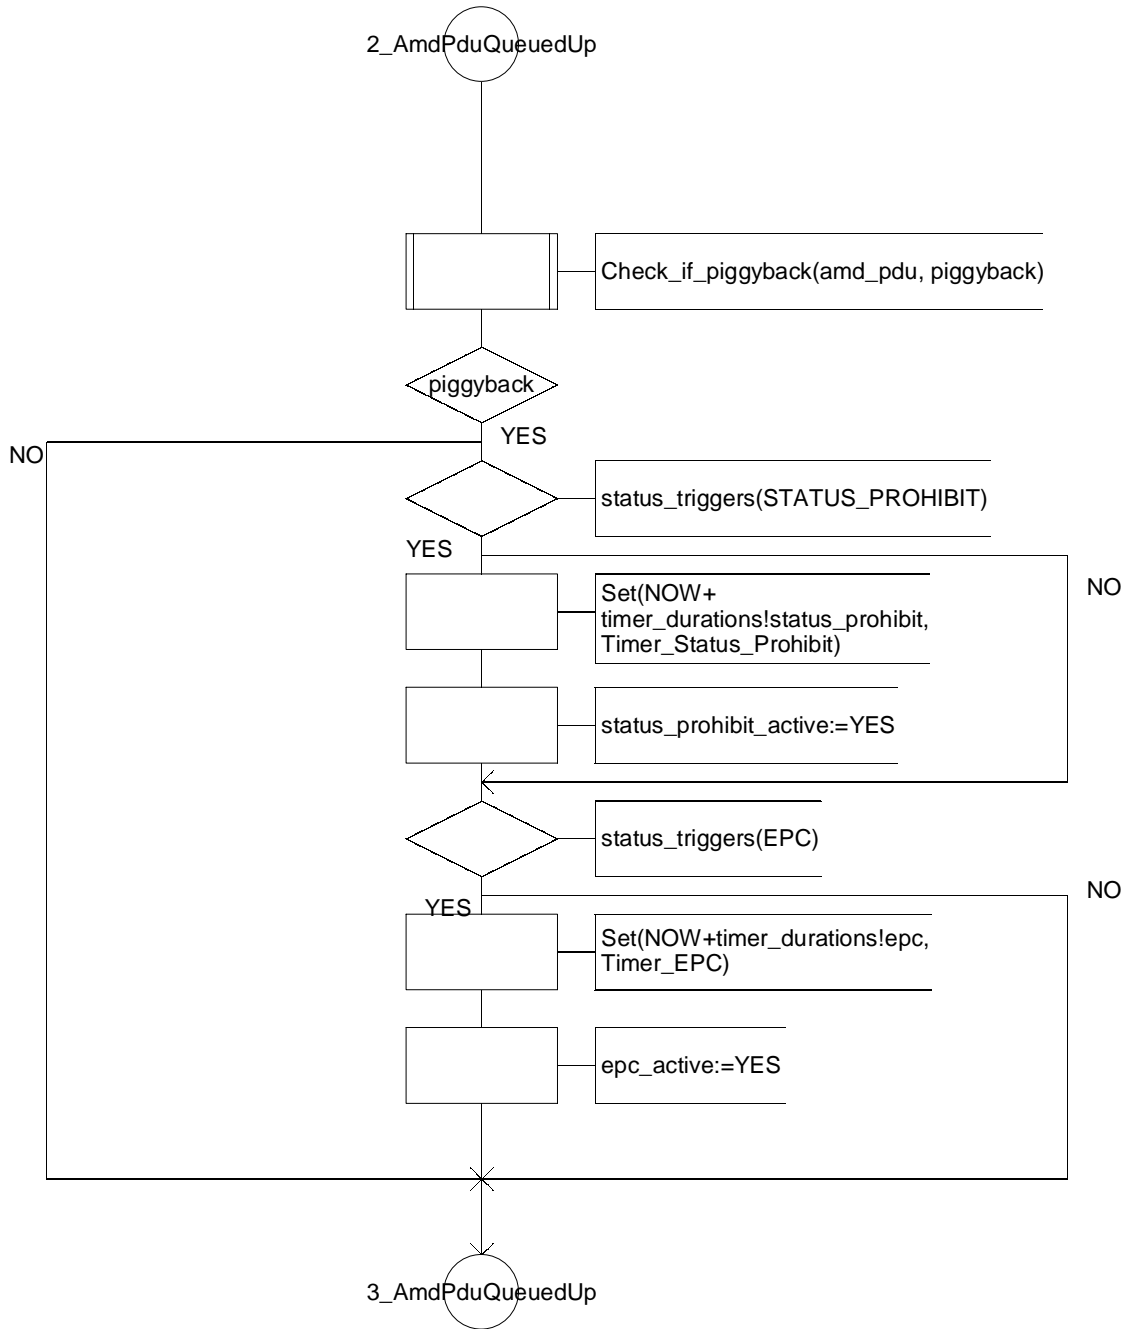 2_AmdPduQueuedUp
Check_if_piggyback(amd_pdu, piggyback)
piggyback
YES
NO
status_triggers(STATUS_PROHIBIT)
YES
NO
Set(NOW+
timer_durations!status_prohibit,
Timer_Status_Prohibit)
status_prohibit_active:=YES
status_triggers(EPC)
NO
YES
Set(NOW+timer_durations!epc,
Timer_EPC)
epc_active:=YES
3_AmdPduQueuedUp